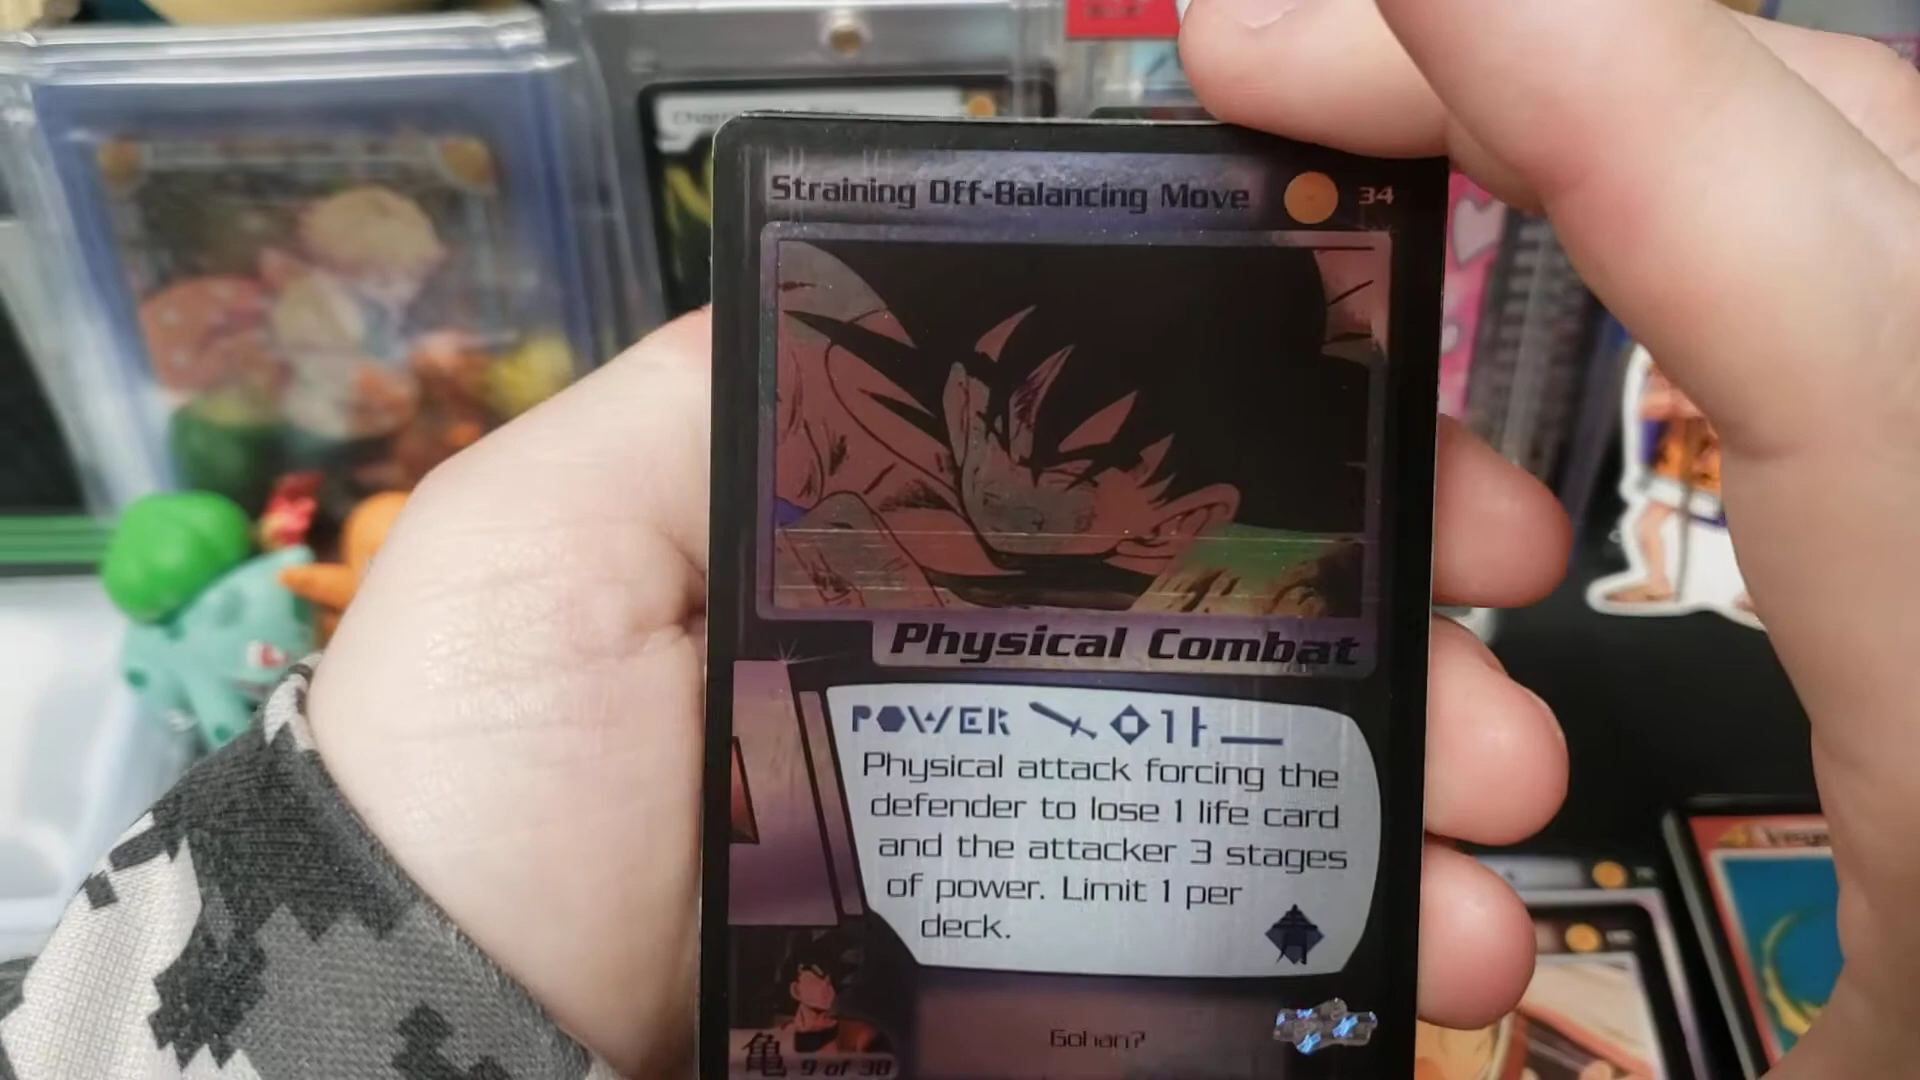 Straining Off-Balancing Move 34
Physical Combat
POWER
Physical attack forcing the
defender to lose 1 life card
and the attacker 3 stages
of power. Limit 1 per
deck.
Gohan?
亀 9 of 30